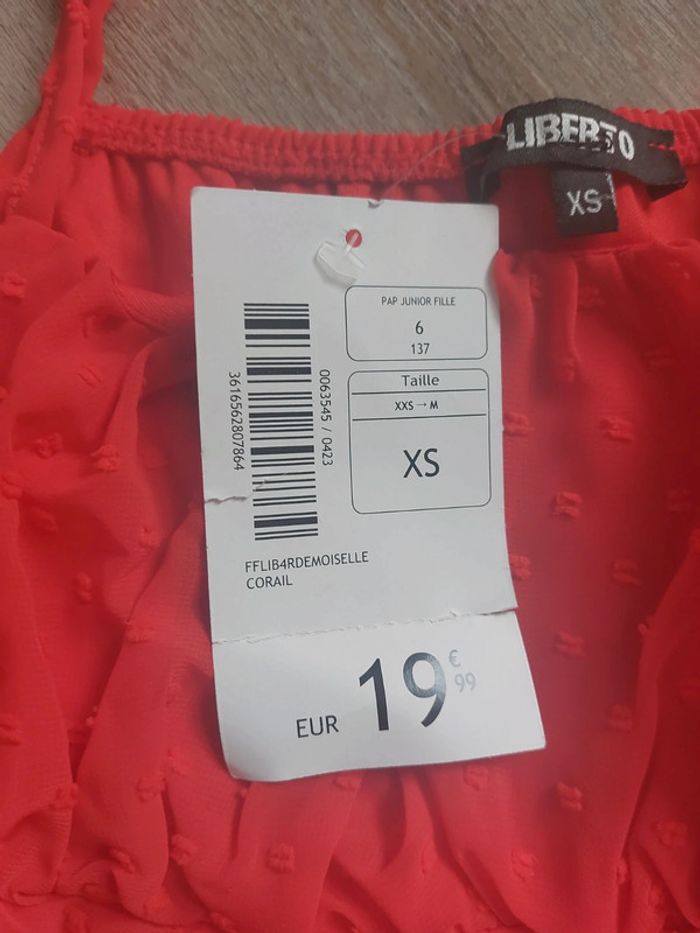 LIBERTO
XS
PAP JUNIOR FILLE
6
137
Taille
XXS → M
XS
3616562807864
0063545 / 0423
FFLIB4RDEMOISELLE
CORAIL
EUR 19 € 99